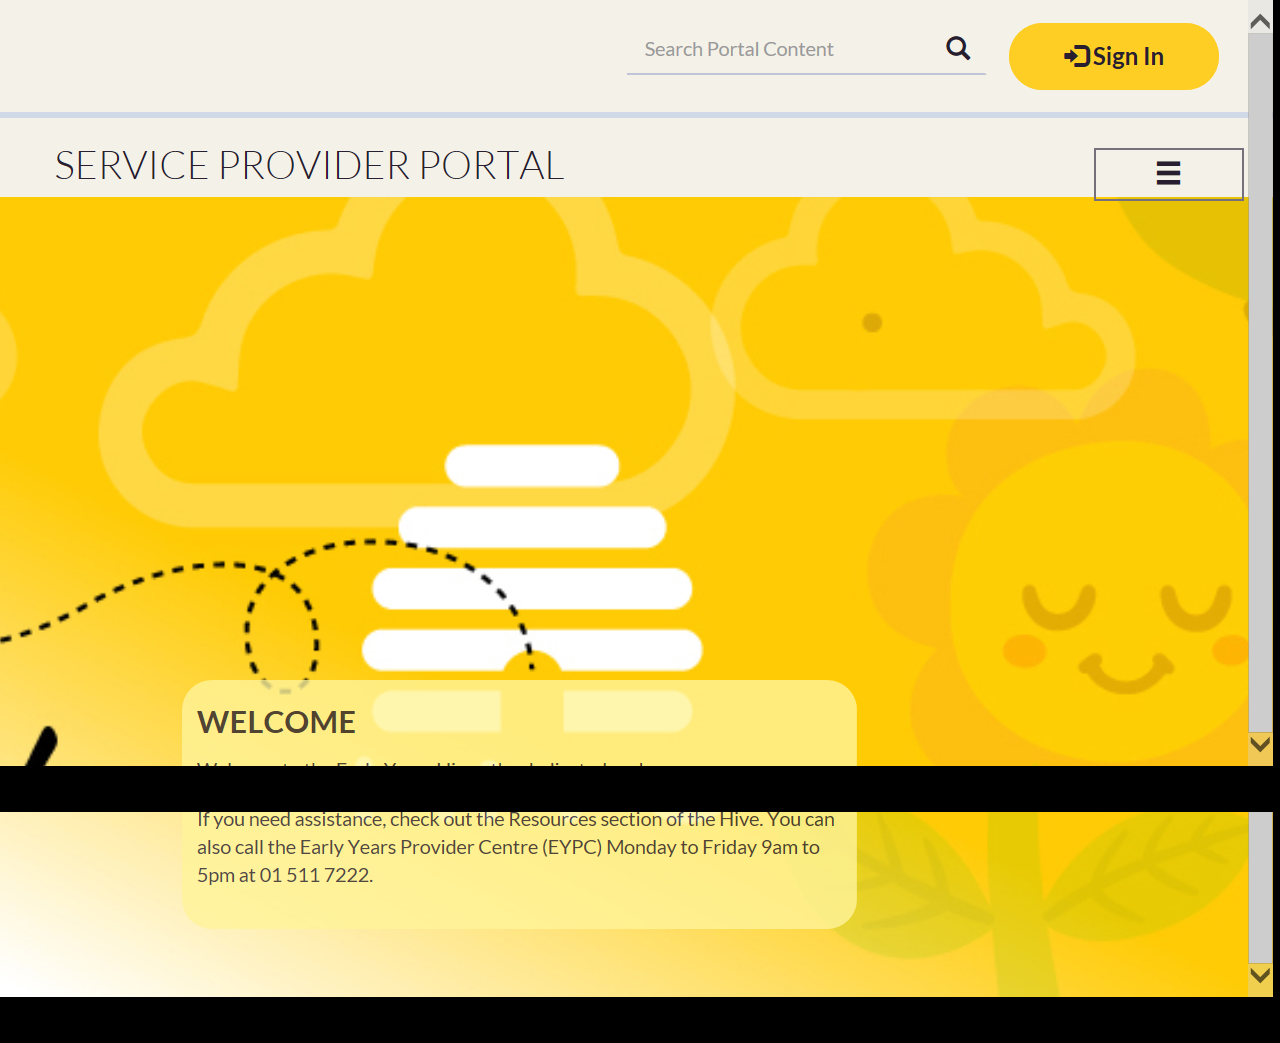 Search Portal Content
Sign In
SERVICE PROVIDER PORTAL
WELCOME
If you need assistance, check out the Resources section of the Hive. You can
also call the Early Years Provider Centre (EYPC) Monday to Friday 9am to
5pm at 01 511 7222.